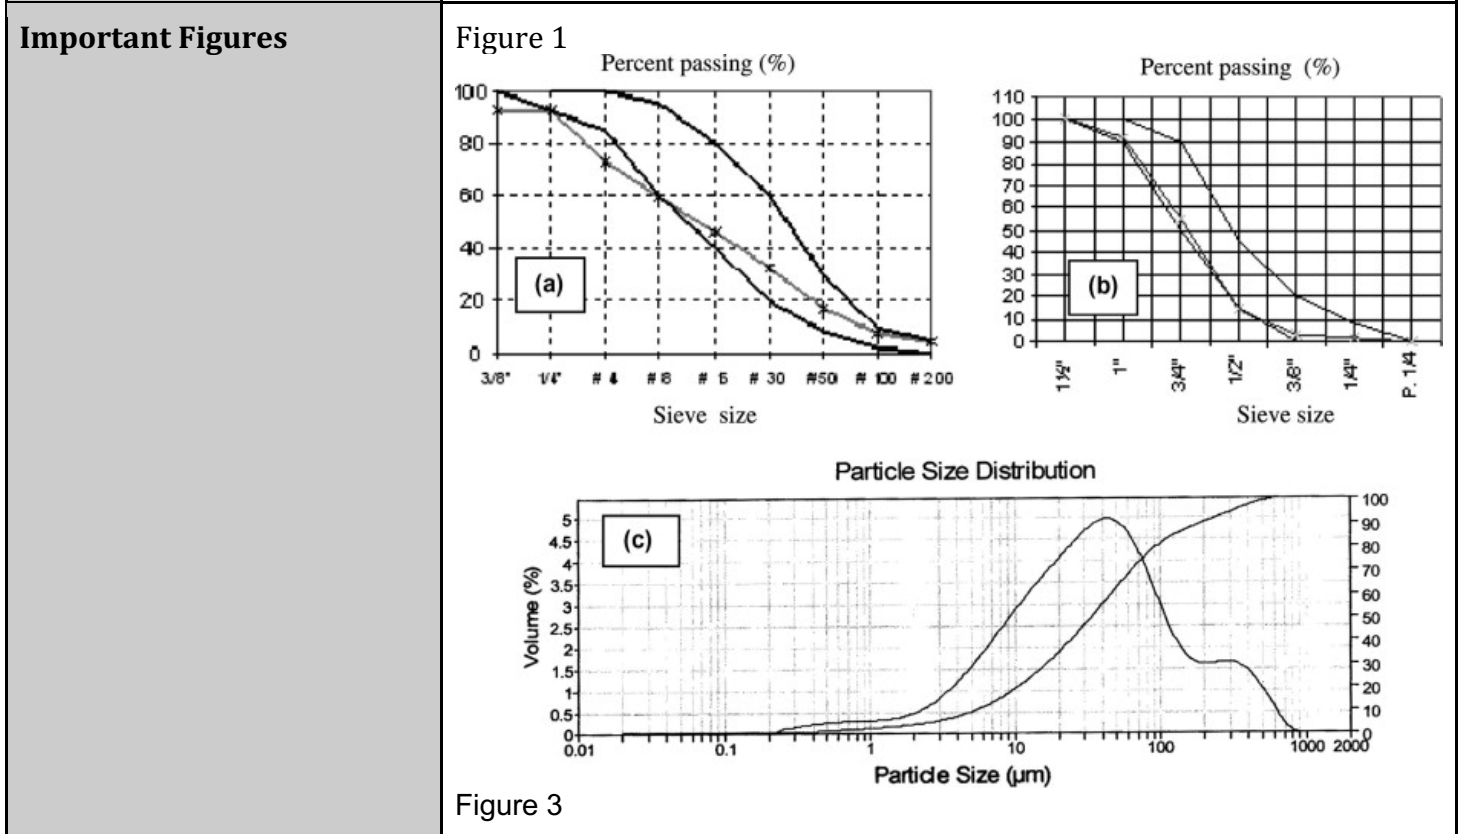 Important Figures
Figure 1
Percent passing (%)
100
80
60
40
20
0
(a)
3/8" 1/4" # 4 # 8 # 16 # 30 #50 # 100 # 200
Sieve size
Percent passing (%)
110
100
90
80
70
60
50
40
30
20
10
0
(b)
1½" 1" 3/4" 1/2" 3/8" 1/4" P. 1/4
Sieve size
Particle Size Distribution
(c)
Volume (%)
5
4.5
4
3.5
3
2.5
2
1.5
1
0.5
0
100
90
80
70
60
50
40
30
20
10
0
0.01 0.1 1 10 100 1000 2000
Particle Size (µm)
Figure 3